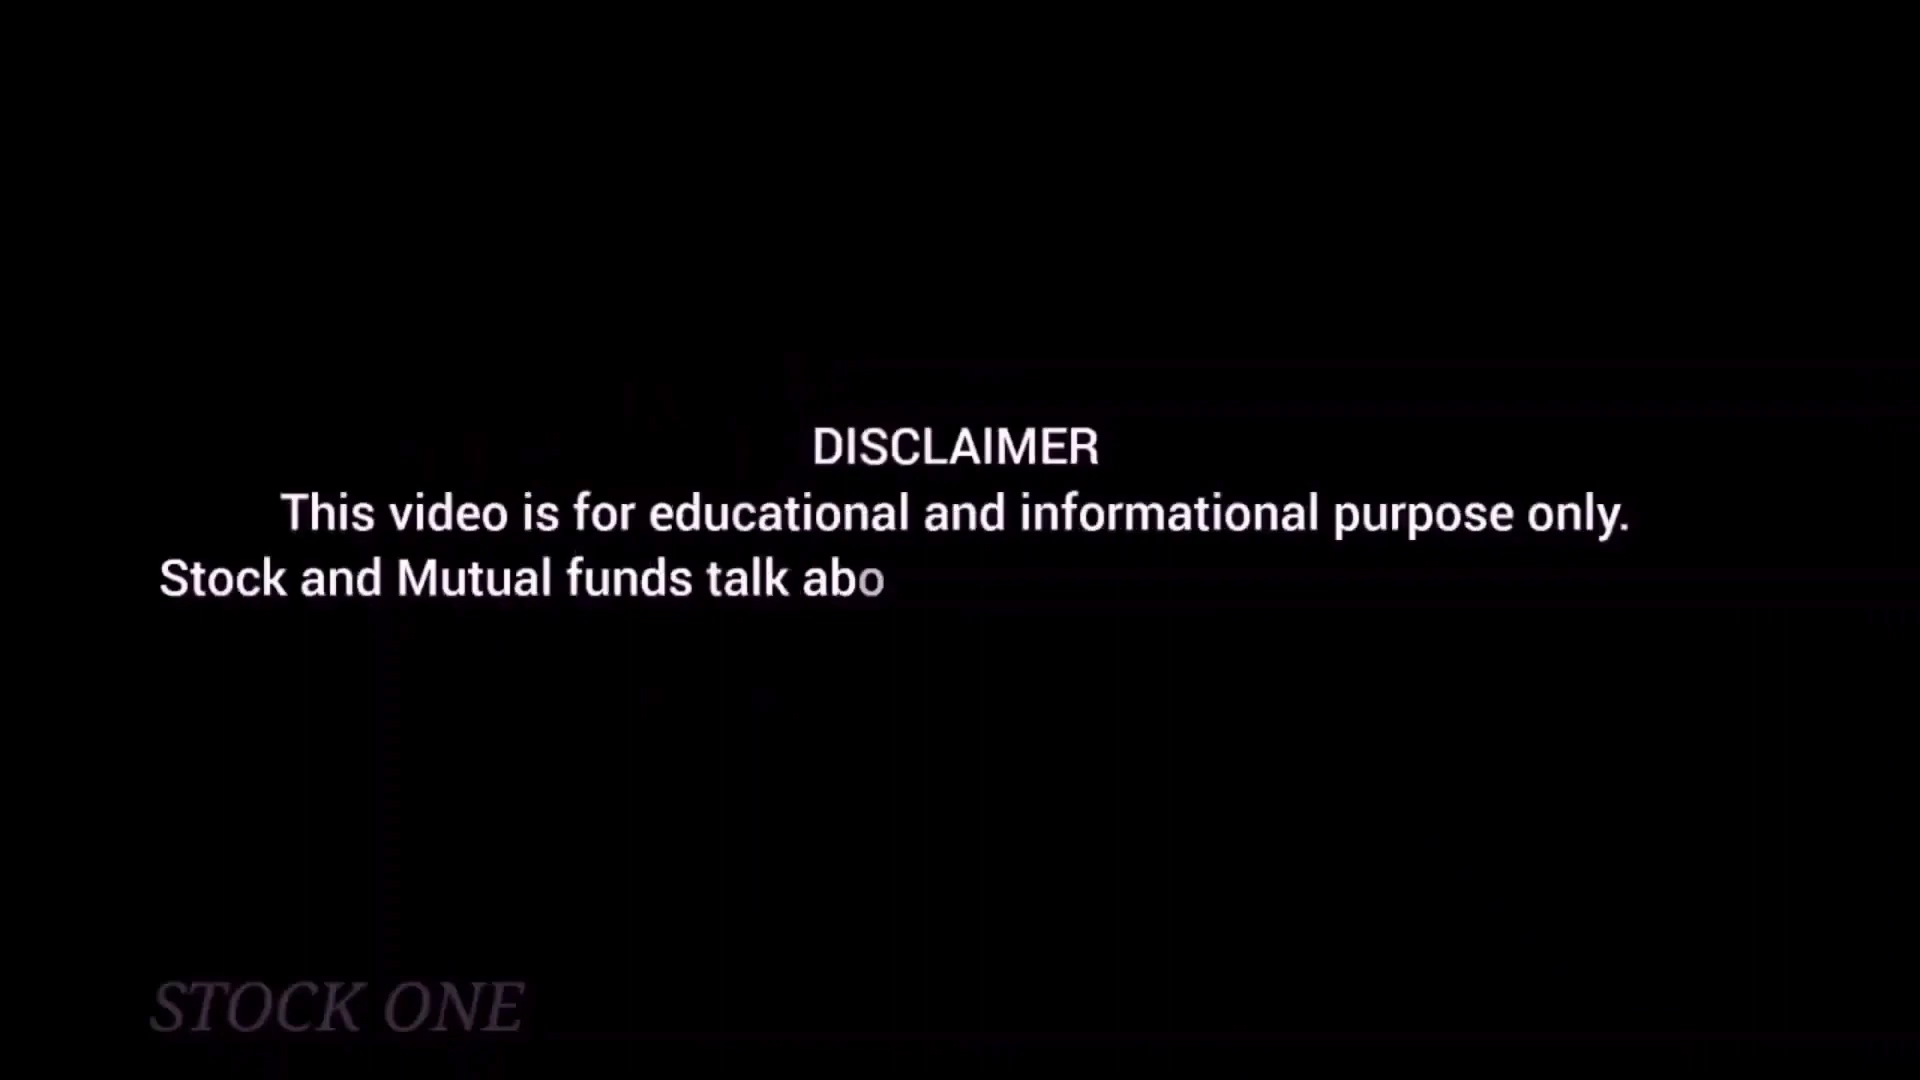 DISCLAIMER
This video is for educational and informational purpose only.
Stock and Mutual funds talk abo
STOCK ONE